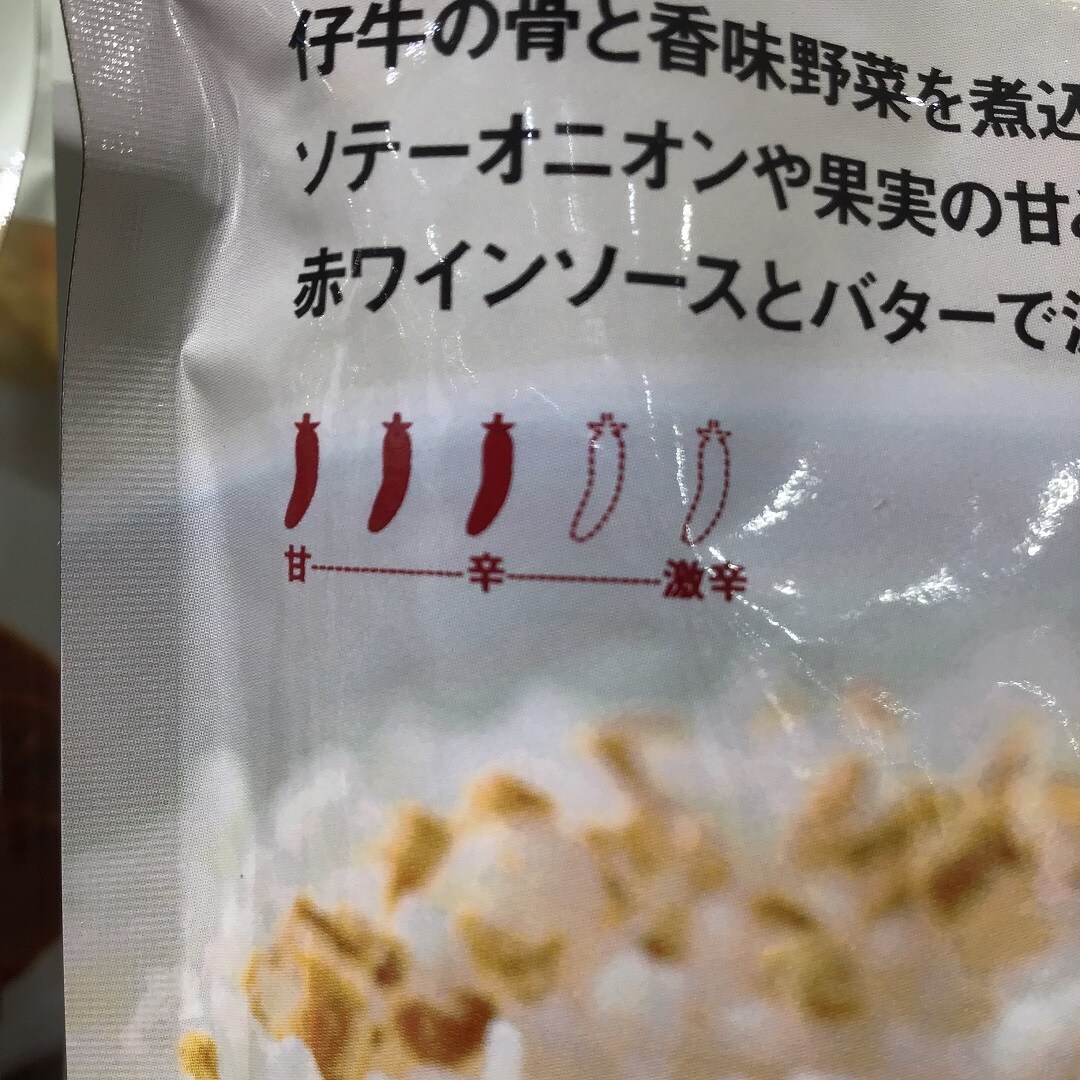 仔牛の骨と香味野菜を煮込
ソテーオニオンや果実の甘み
赤ワインソースとバターで
甘 辛 激辛